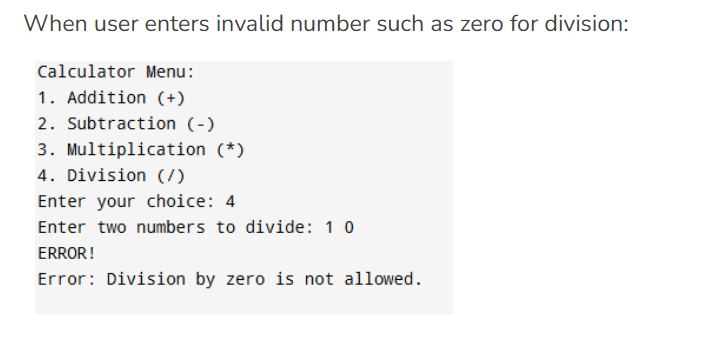 When user enters invalid number such as zero for division:
Calculator Menu:
1. Addition (+)
2. Subtraction (-)
3. Multiplication (*)
4. Division (/)
Enter your choice: 4
Enter two numbers to divide: 1 0
ERROR!
Error: Division by zero is not allowed.